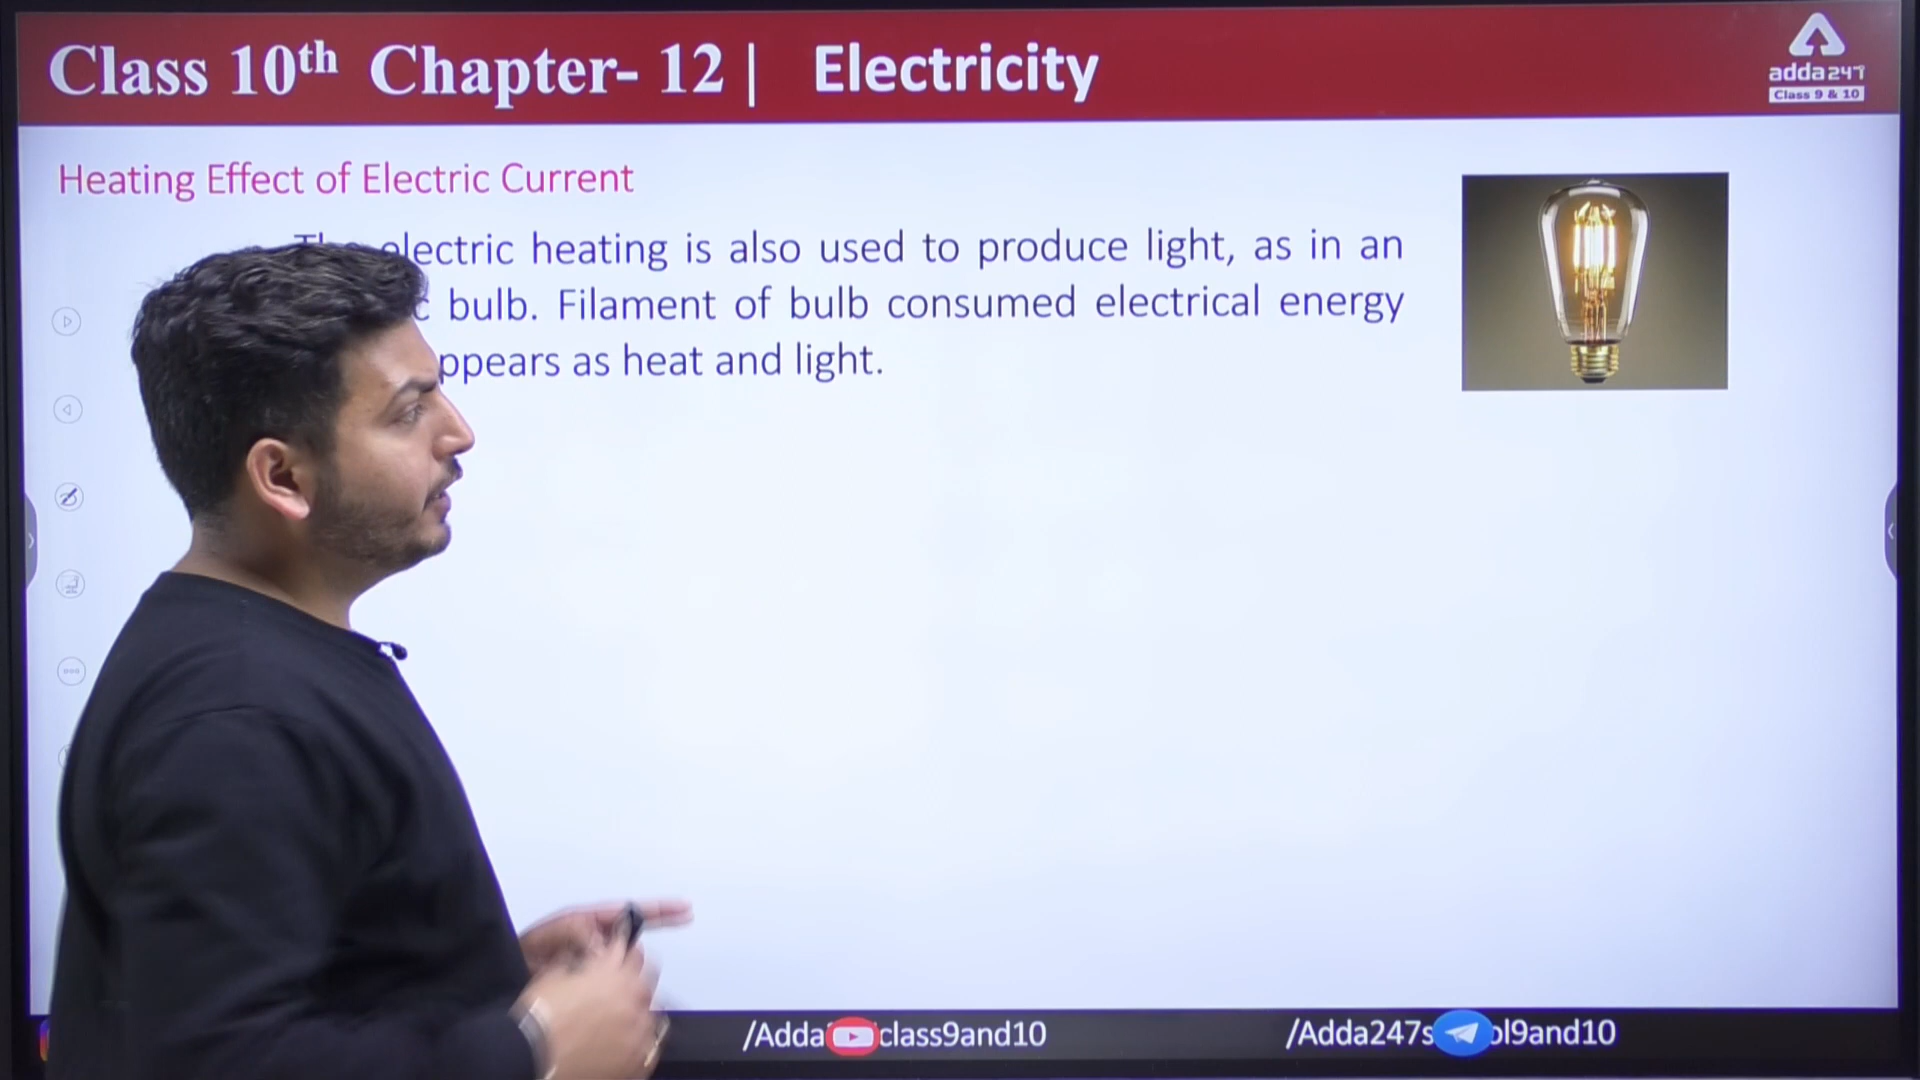 Class 10th Chapter- 12 | Electricity
adda247
Class 9 & 10
Heating Effect of Electric Current
electric heating is also used to produce light, as in an
bulb. Filament of bulb consumed electrical energy
appears as heat and light.
/Adda class9and10
/Adda247s ol9and10